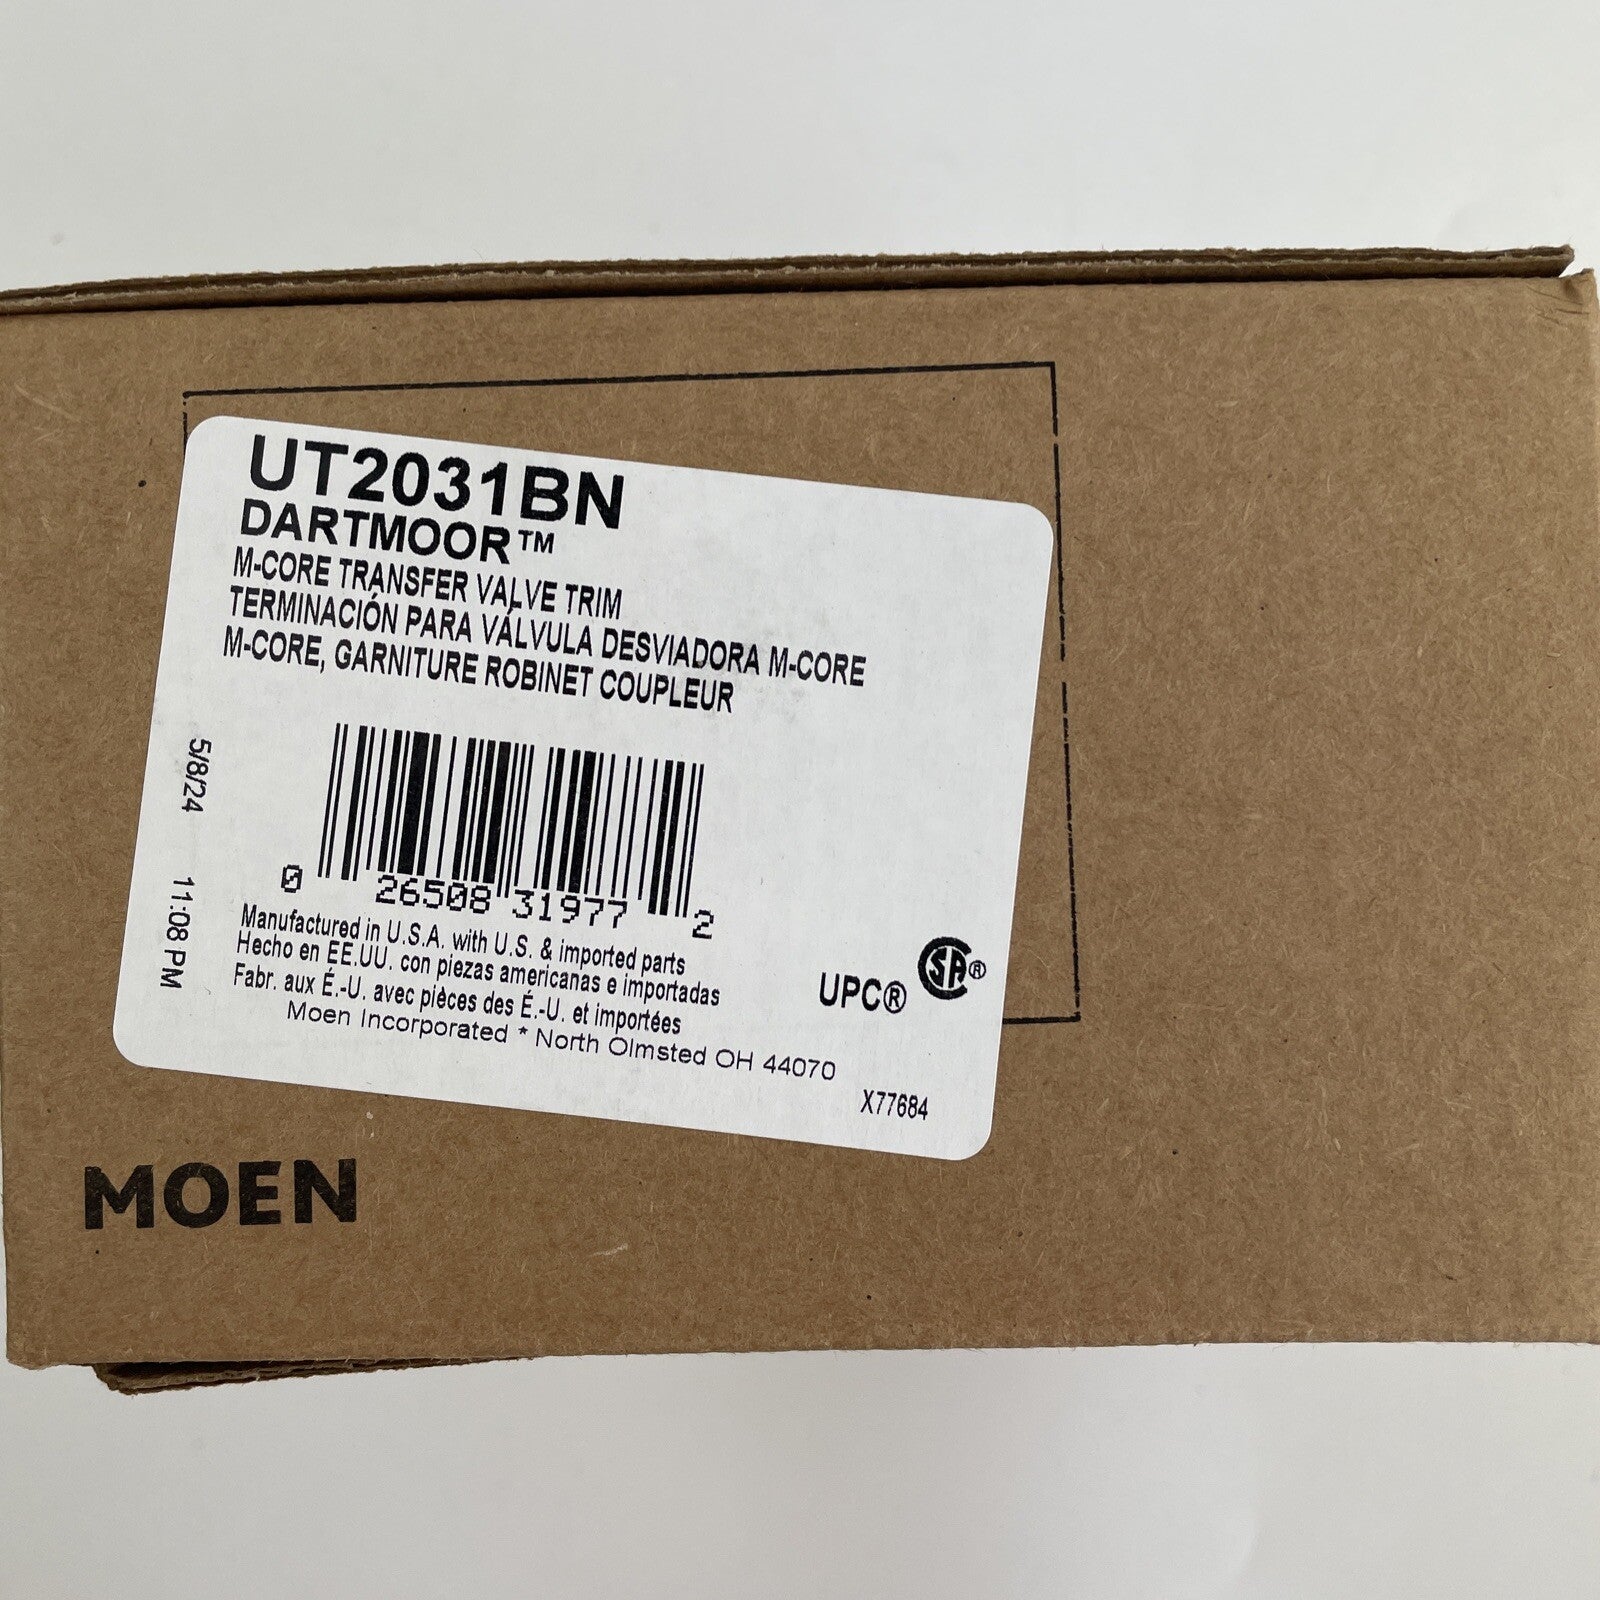 UT2031BN
DARTMOOR™
M-CORE TRANSFER VALVE TRIM
TERMINACIÓN PARA VÁLVULA DESVIADORA M-CORE
M-CORE, GARNITURE ROBINET COUPLEUR
5/8/24 11:08 PM
0 26508 31977 2
Manufactured in U.S.A. with U.S. & imported parts
Hecho en EE.UU. con piezas americanas e importadas
Fabr. aux É.-U. avec pièces des É.-U. et importées
Moen Incorporated * North Olmsted OH 44070
UPC® SA®
X77684
MOEN